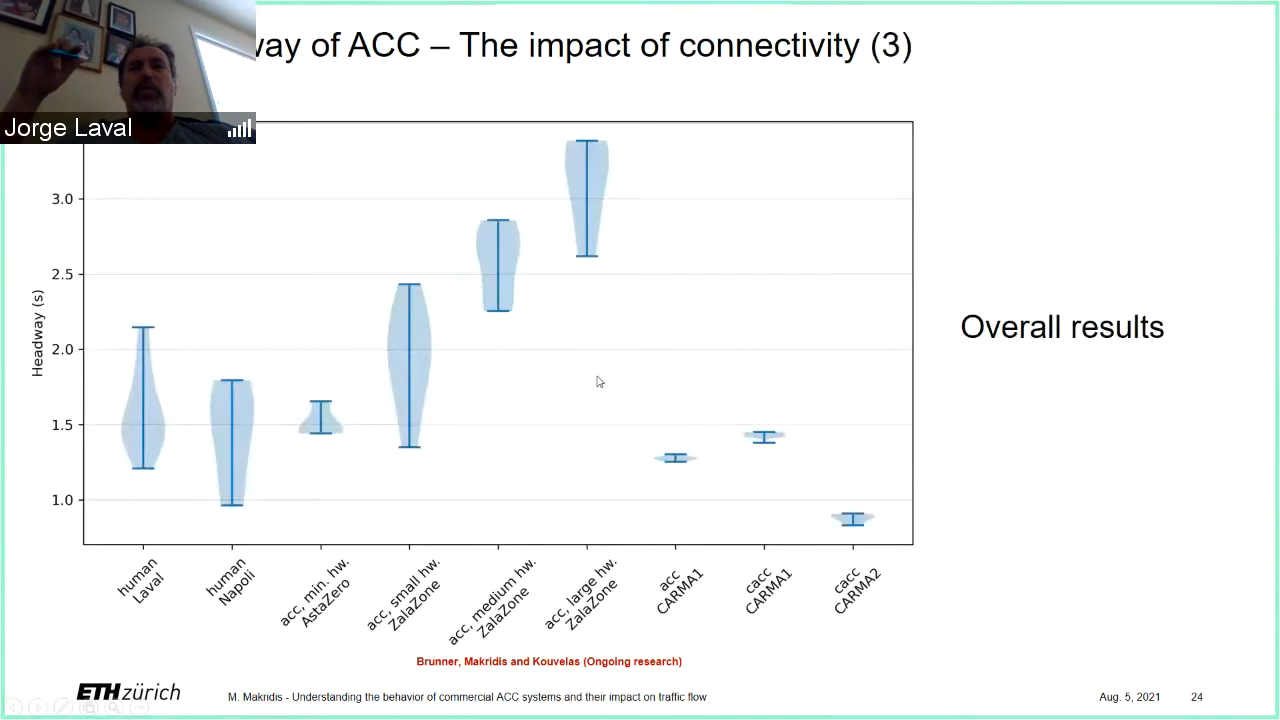 way of ACC – The impact of connectivity (3)
Jorge Laval
3.0
2.5
2.0
1.5
1.0
Headway (s)
human
Laval
human
Napoli
acc, min. hw.
AstaZero
acc, small hw.
ZalaZone
acc, medium hw.
ZalaZone
acc, large hw.
ZalaZone
acc
CARMA1
cacc
CARMA1
cacc
CARMA2
Overall results
Brunner, Makridis and Kouvelas (Ongoing research)
ETH zürich
M. Makridis - Understanding the behavior of commercial ACC systems and their impact on traffic flow
Aug. 5, 2021
24